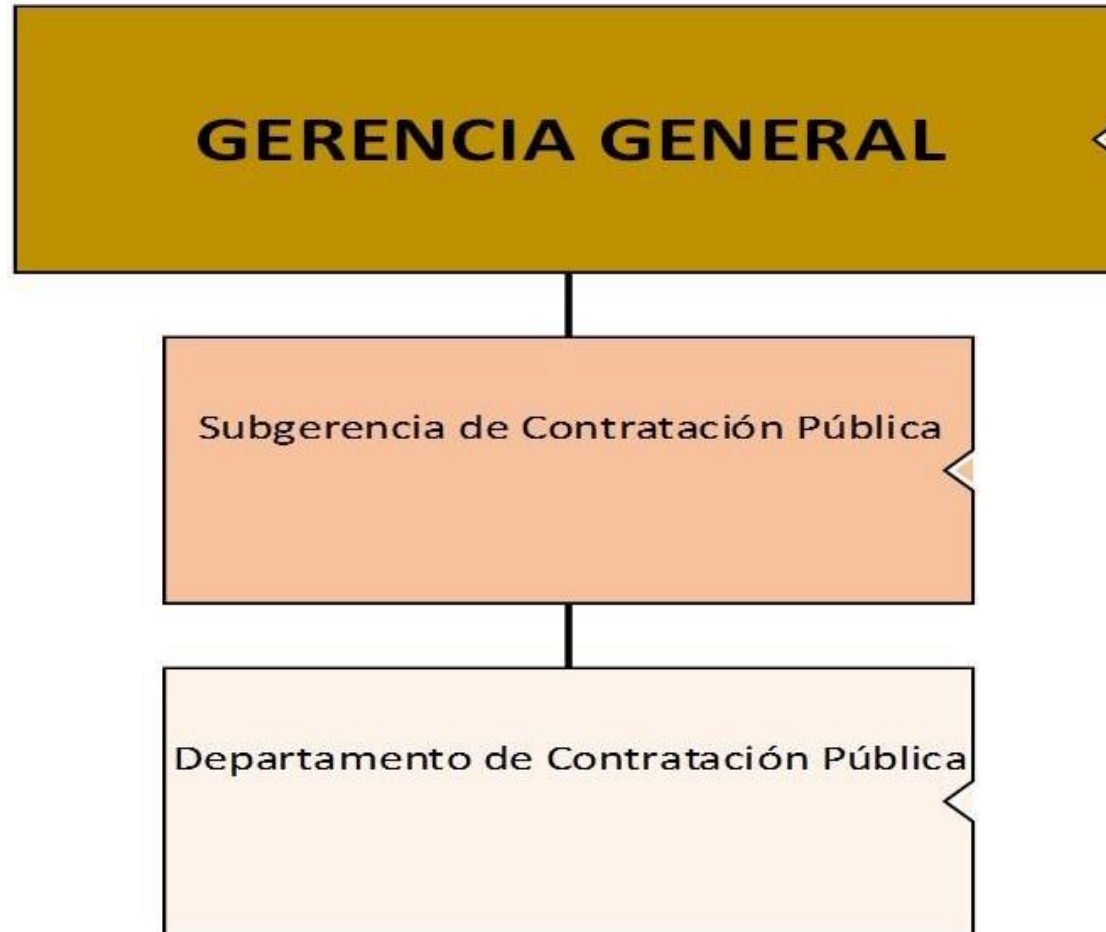 GERENCIA GENERAL
Subgerencia de Contratación Pública
Departamento de Contratación Pública